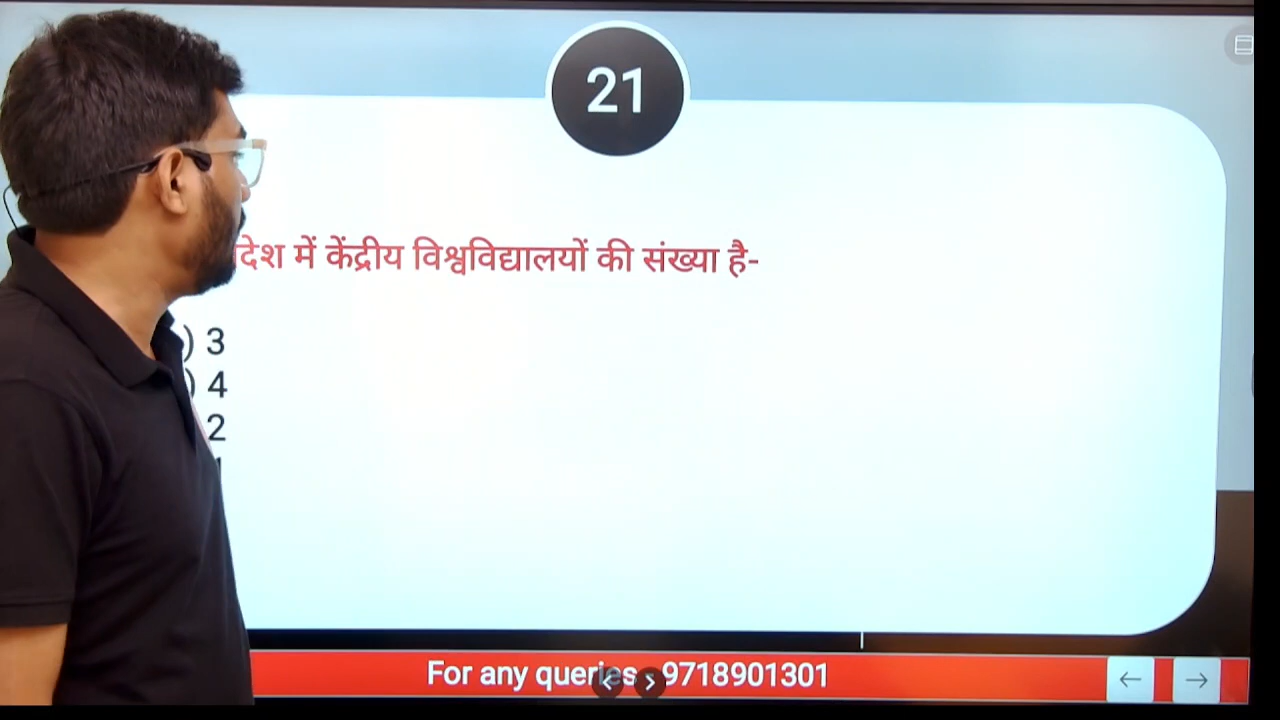 21
में केंद्रीय विश्वविद्यालयों की संख्या है-
) 3
) 4
2
For any queries - 9718901301